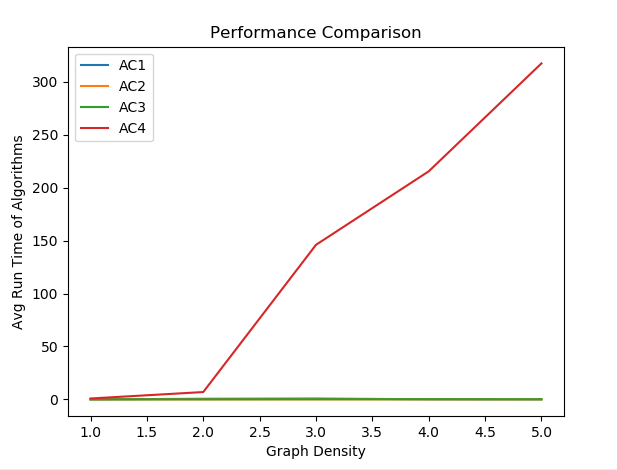 Performance Comparison
AC1
AC2
AC3
AC4
Avg Run Time of Algorithms
300
250
200
150
100
50
0
1.0 1.5 2.0 2.5 3.0 3.5 4.0 4.5 5.0
Graph Density